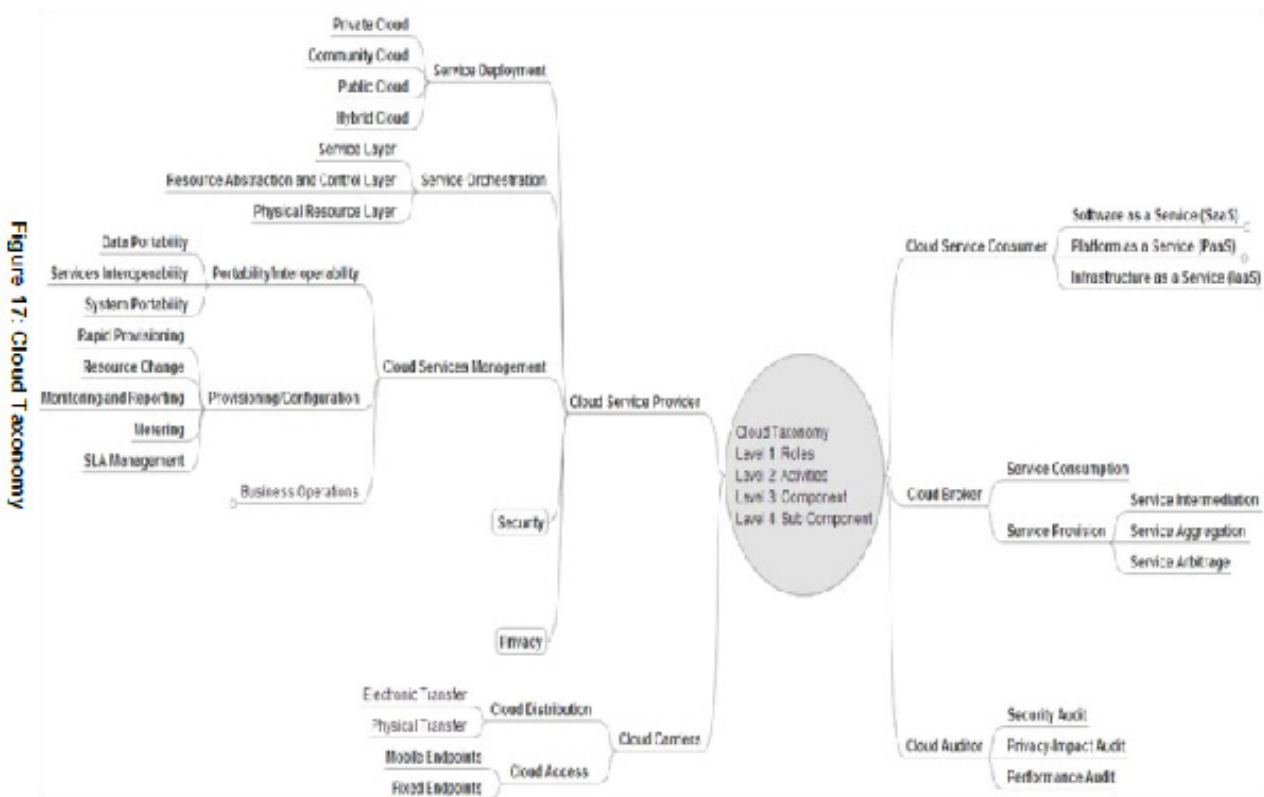 Private Cloud
Community Cloud
Public Cloud
Hybrid Cloud
Service Deployment
Service Layer
Resource Abstraction and Control Layer
Physical Resource Layer
Service Orchestration
Data Portability
Services Interoperability
System Portability
Portability/Interoperability
Rapid Provisioning
Resource Change
Monitoring and Reporting
Metering
SLA Management
Provisioning/Configuration
Business Operations
Cloud Services Management
Security
Privacy
Cloud Service Provider
Electronic Transfer
Physical Transfer
Cloud Distribution
Mobile Endpoints
Fixed Endpoints
Cloud Access
Cloud Carriers
Cloud Taxonomy
Level 1: Roles
Level 2: Activities
Level 3: Component
Level 4: Sub Component
Cloud Service Consumer
Software as a Service (SaaS)
Platform as a Service (PaaS)
Infrastructure as a Service (IaaS)
Cloud Broker
Service Consumption
Service Provision
Service Intermediation
Service Aggregation
Service Arbitrage
Cloud Auditor
Security Audit
Privacy-Impact Audit
Performance Audit
Figure 17: Cloud Taxonomy